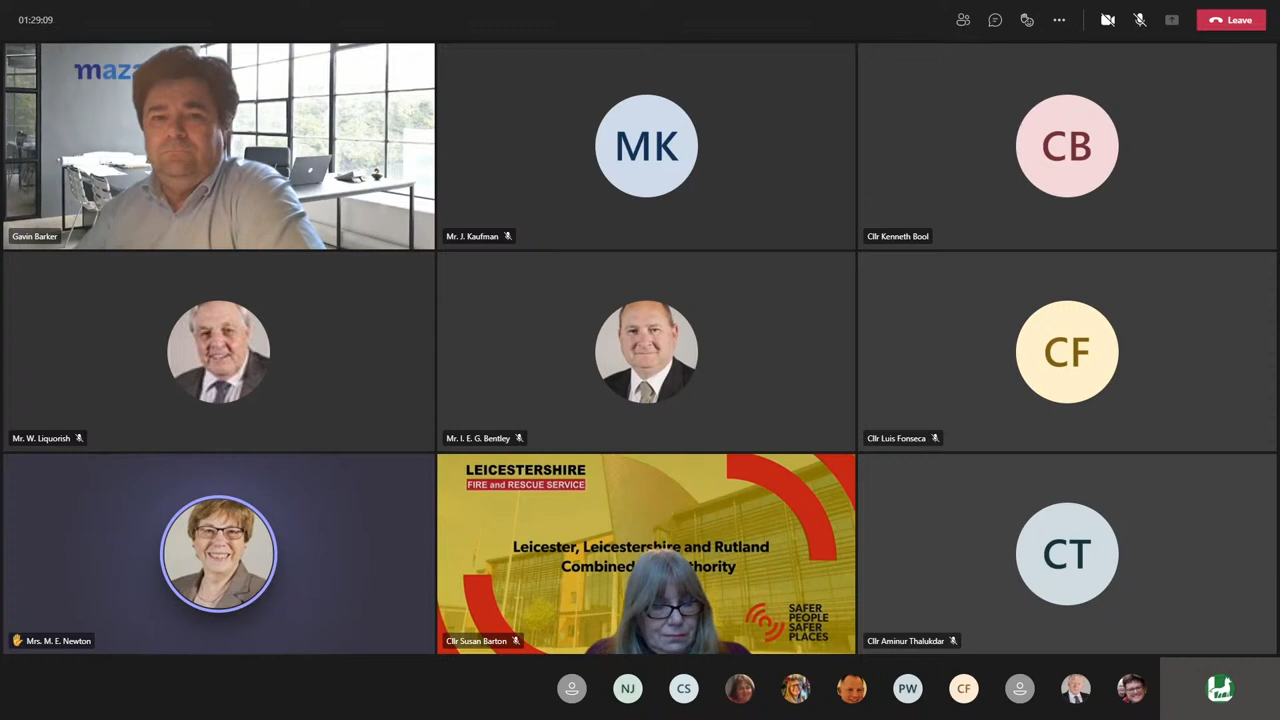 01:29:09
Leave
maza
Gavin Barker
MK
Mr. J. Kaufman
CB
Cllr Kenneth Bool
Mr. W. Liquorish
Mr. I. E. G. Bentley
CF
Cllr Luis Fonseca
Mrs. M. E. Newton
LEICESTERSHIRE
FIRE and RESCUE SERVICE
Leicester, Leicestershire and Rutland
Combined
SAFER
PEOPLE
SAFER
PLACES
Cllr Susan Barton
CT
Cllr Aminur Thalukdar
NJ
CS
PW
CF